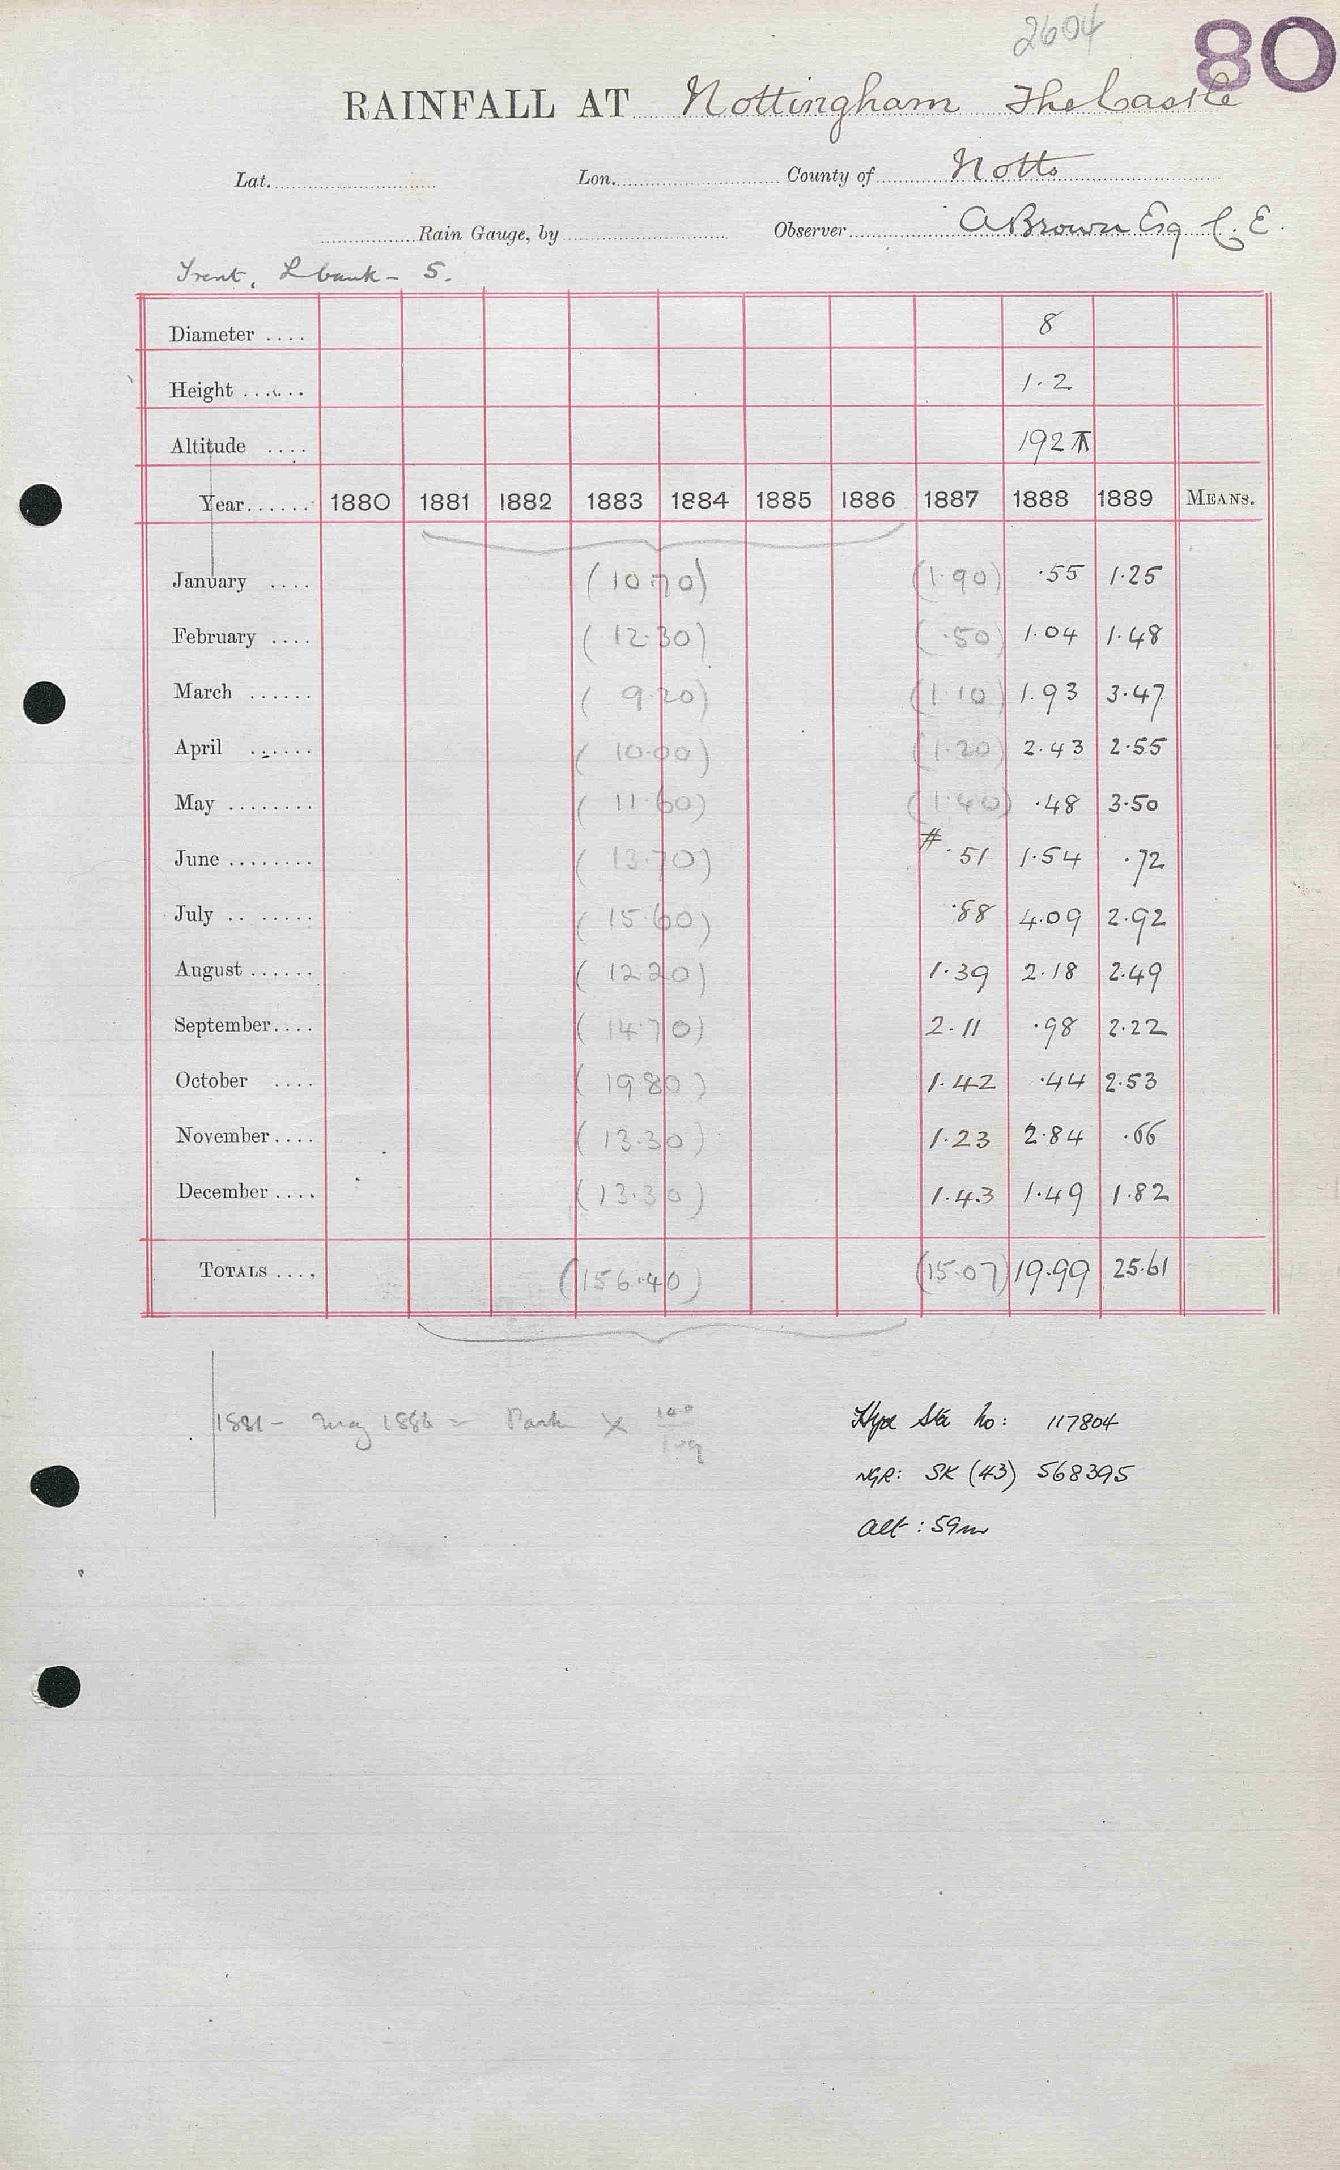 2604
80
RAINFALL AT Nottingham The Castle
Lat. Lon. County of Notts
Rain Gauge, by Observer A Brown Esq C. E.
Trent, L bank - 5.
Diameter .... 8
Height ...... 1.2
Altitude .... 192
Year...... 1880 1881 1882 1883 1884 1885 1886 1887 1888 1889 MEANS.
January .... (10.70) (1.90) .55 1.25
February .... (12.30) (.50) 1.04 1.48
March ...... (9.20) (1.10) 1.93 3.47
April ...... (10.00) (1.20) 2.43 2.55
May ........ (11.60) (1.40) .48 3.50
June ........ (13.70) # .51 1.54 .72
July .. ..... (15.60) .88 4.09 2.92
August ...... (12.20) 1.39 2.18 2.49
September.... (14.70) 2.11 .98 2.22
October .... (19.80) 1.42 .44 2.53
November .... (13.30) 1.23 2.84 .66
December .... (13.30) 1.43 1.49 1.82
TOTALS .... (156.40) (15.07) 19.99 25.61
1881 - May 1886 = Park × 100
109
Hyd Sta No: 117804
NGR: SK (43) 568395
Alt: 59m